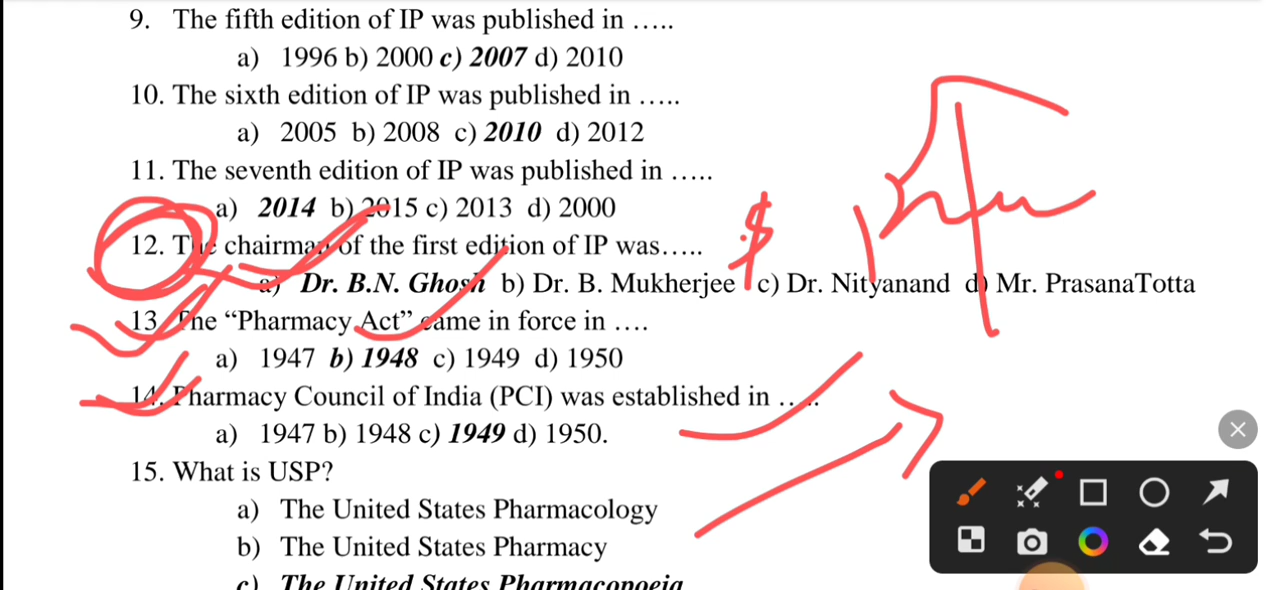 9. The fifth edition of IP was published in …..
a) 1996 b) 2000 c) 2007 d) 2010
10. The sixth edition of IP was published in …..
a) 2005 b) 2008 c) 2010 d) 2012
11. The seventh edition of IP was published in …..
a) 2014 b) 2015 c) 2013 d) 2000
12. The chairman of the first edition of IP was…..
a) Dr. B.N. Ghosh b) Dr. B. Mukherjee c) Dr. Nityanand d) Mr. PrasanaTotta
13. The “Pharmacy Act” came in force in ….
a) 1947 b) 1948 c) 1949 d) 1950
14. Pharmacy Council of India (PCI) was established in ….
a) 1947 b) 1948 c) 1949 d) 1950.
15. What is USP?
a) The United States Pharmacology
b) The United States Pharmacy
c) The United States Pharmacopoeia